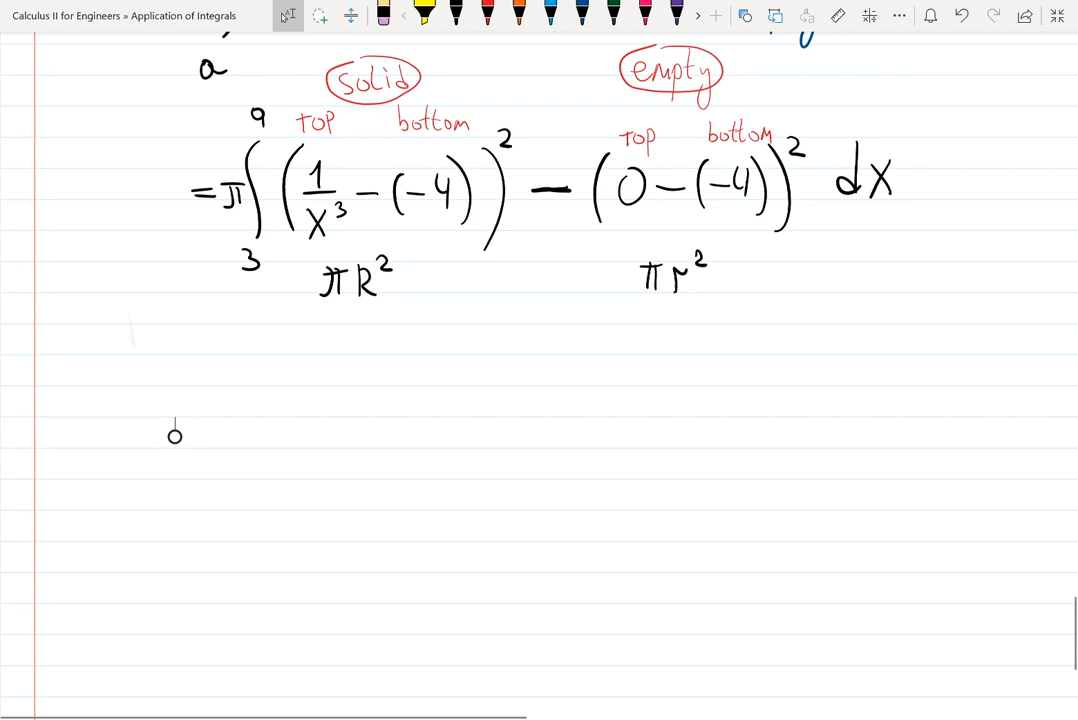 Calculus II for Engineers » Application of Integrals
a
solid
empty
9
top bottom top bottom
= π ∫ (1/x³ − (−4))² − (0 − (−4))² dx
3
πR² πr²